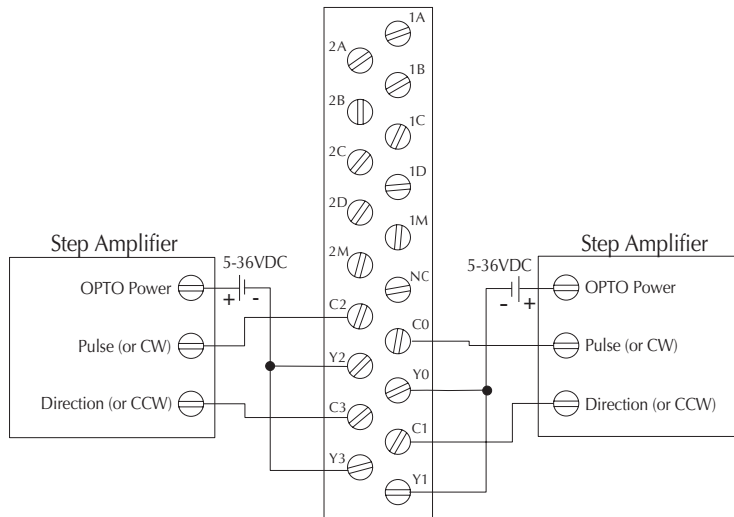 1A
2A
1B
2B
1C
2C
1D
2D
1M
2M
NC
C2
C0
Y2
Y0
C3
C1
Y3
Y1
Step Amplifier
5-36VDC
OPTO Power
+ -
Pulse (or CW)
Direction (or CCW)
Step Amplifier
5-36VDC
OPTO Power
- +
Pulse (or CW)
Direction (or CCW)